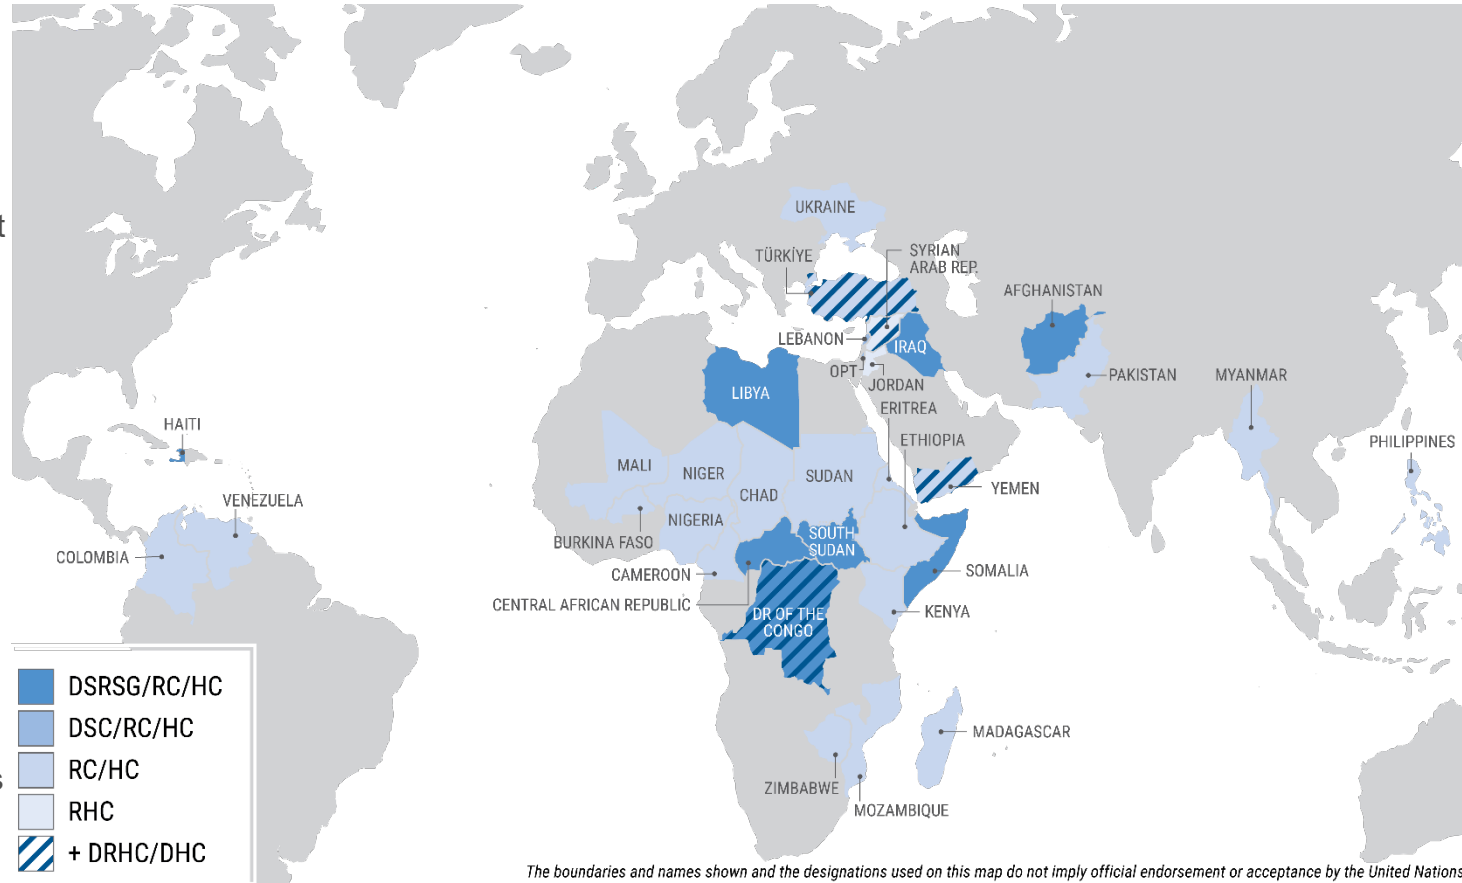 t
UKRAINE
TÜRKİYE
SYRIAN
ARAB REP.
AFGHANISTAN
LEBANON
IRAQ
OPT
JORDAN
PAKISTAN
MYANMAR
LIBYA
ERITREA
HAITI
ETHIOPIA
PHILIPPINES
MALI
NIGER
SUDAN
CHAD
YEMEN
VENEZUELA
NIGERIA
SOUTH
SUDAN
BURKINA FASO
COLOMBIA
CAMEROON
SOMALIA
CENTRAL AFRICAN REPUBLIC
DR OF THE
CONGO
KENYA
MADAGASCAR
ZIMBABWE
MOZAMBIQUE
s
DSRSG/RC/HC
DSC/RC/HC
RC/HC
RHC
+ DRHC/DHC
The boundaries and names shown and the designations used on this map do not imply official endorsement or acceptance by the United Nations